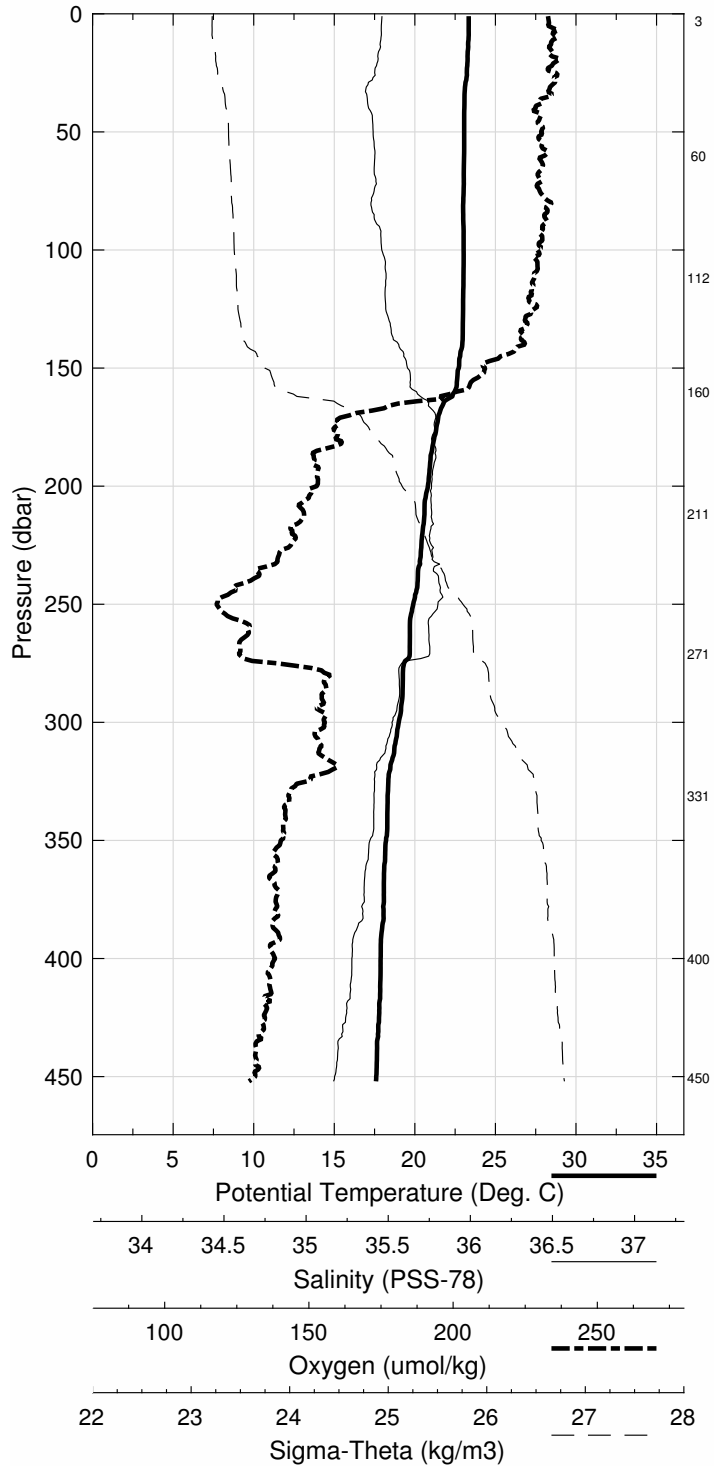 0
3
50
60
100
112
150
160
200
211
250
271
300
331
350
400
400
450
450
Pressure (dbar)
0 5 10 15 20 25 30 35
Potential Temperature (Deg. C)
34 34.5 35 35.5 36 36.5 37
Salinity (PSS-78)
100 150 200 250
Oxygen (umol/kg)
22 23 24 25 26 27 28
Sigma-Theta (kg/m3)